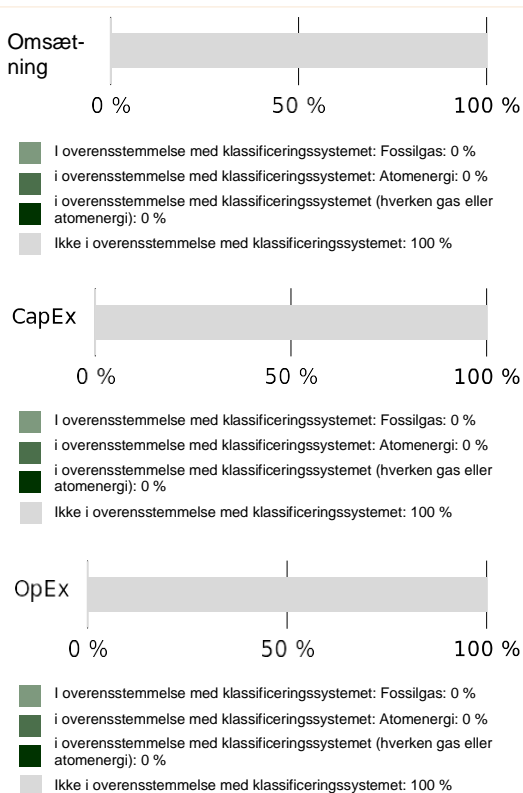 Omsæt-
ning
0 % 50 % 100 %
I overensstemmelse med klassificeringssystemet: Fossilgas: 0 %
i overensstemmelse med klassificeringssystemet: Atomenergi: 0 %
i overensstemmelse med klassificeringssystemet (hverken gas eller
atomenergi): 0 %
Ikke i overensstemmelse med klassificeringssystemet: 100 %
CapEx
0 % 50 % 100 %
I overensstemmelse med klassificeringssystemet: Fossilgas: 0 %
i overensstemmelse med klassificeringssystemet: Atomenergi: 0 %
i overensstemmelse med klassificeringssystemet (hverken gas eller
atomenergi): 0 %
Ikke i overensstemmelse med klassificeringssystemet: 100 %
OpEx
0 % 50 % 100 %
I overensstemmelse med klassificeringssystemet: Fossilgas: 0 %
i overensstemmelse med klassificeringssystemet: Atomenergi: 0 %
i overensstemmelse med klassificeringssystemet (hverken gas eller
atomenergi): 0 %
Ikke i overensstemmelse med klassificeringssystemet: 100 %